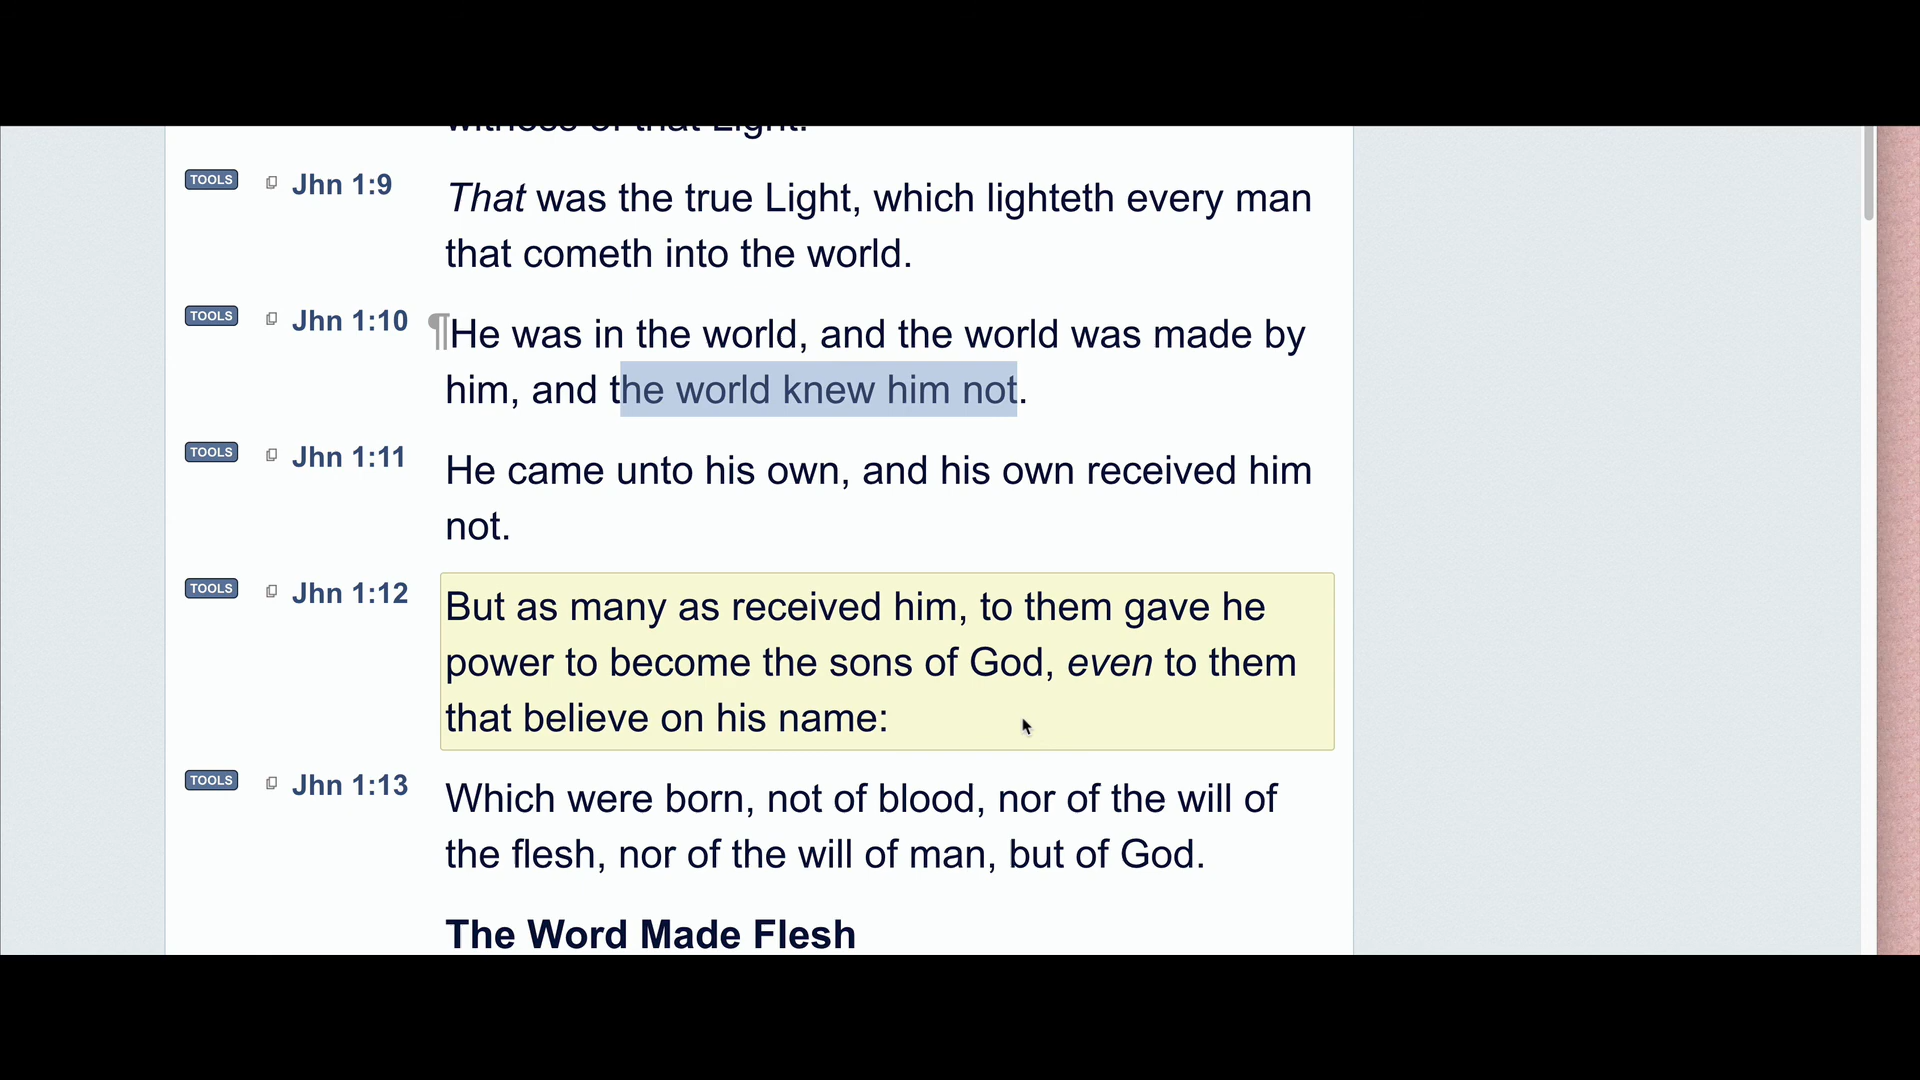 witness of that Light.
TOOLS Jhn 1:9 That was the true Light, which lighteth every man
that cometh into the world.
TOOLS Jhn 1:10 ¶He was in the world, and the world was made by
him, and the world knew him not.
TOOLS Jhn 1:11 He came unto his own, and his own received him
not.
TOOLS Jhn 1:12 But as many as received him, to them gave he
power to become the sons of God, even to them
that believe on his name:
TOOLS Jhn 1:13 Which were born, not of blood, nor of the will of
the flesh, nor of the will of man, but of God.
The Word Made Flesh